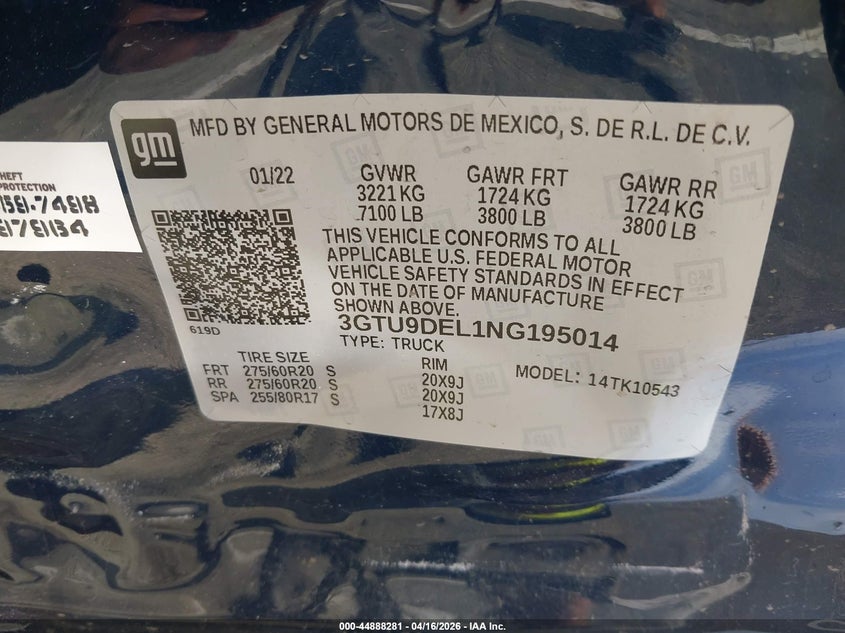 gm
MFD BY GENERAL MOTORS DE MEXICO, S. DE R.L. DE C.V.
01/22
GVWR
3221 KG
7100 LB
GAWR FRT
1724 KG
3800 LB
GAWR RR
1724 KG
3800 LB
THIS VEHICLE CONFORMS TO ALL
APPLICABLE U.S. FEDERAL MOTOR
VEHICLE SAFETY STANDARDS IN EFFECT
ON THE DATE OF MANUFACTURE
SHOWN ABOVE.
3GTU9DEL1NG195014
TYPE: TRUCK
619D
TIRE SIZE
RIM
FRT 275/60R20 S 20X9J
RR 275/60R20 S 20X9J
SPA 255/80R17 S 17X8J
MODEL: 14TK10543
HEFT
PROTECTION
000-44888281 - 04/16/2026 - IAA Inc.